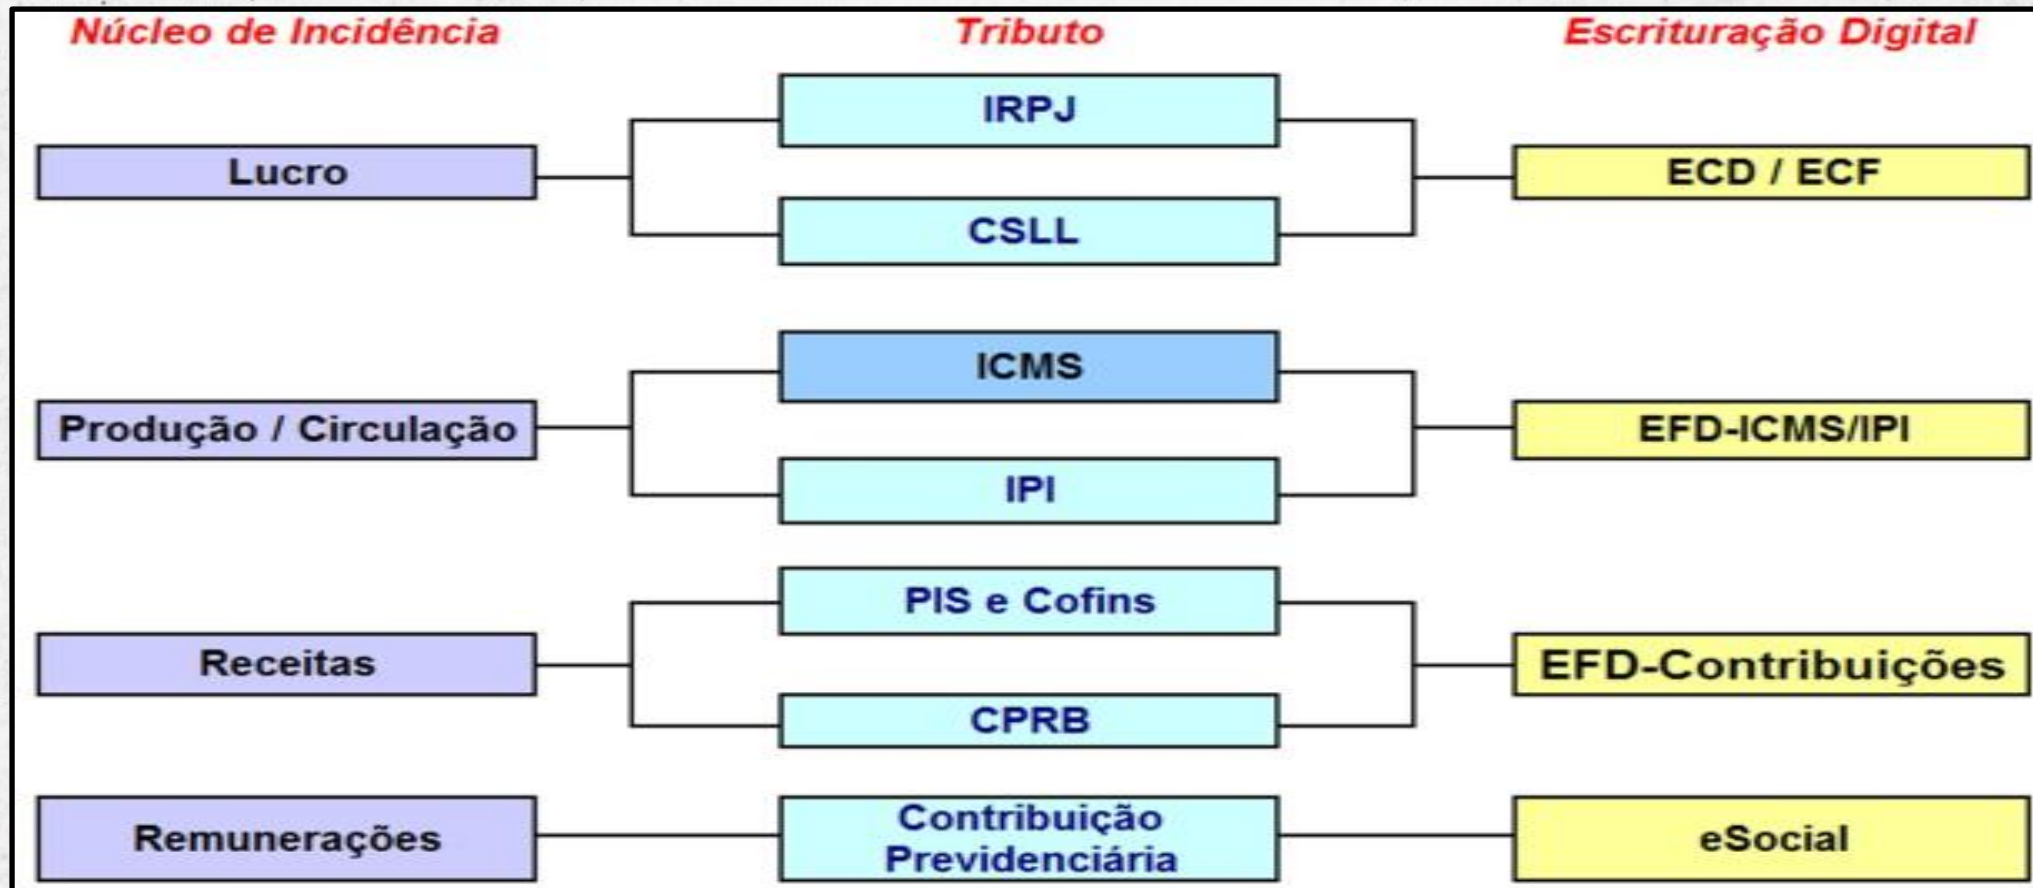 Núcleo de Incidência
Tributo
Escrituração Digital
IRPJ
Lucro
ECD / ECF
CSLL
ICMS
Produção / Circulação
EFD-ICMS/IPI
IPI
PIS e Cofins
Receitas
EFD-Contribuições
CPRB
Remunerações
Contribuição
Previdenciária
eSocial